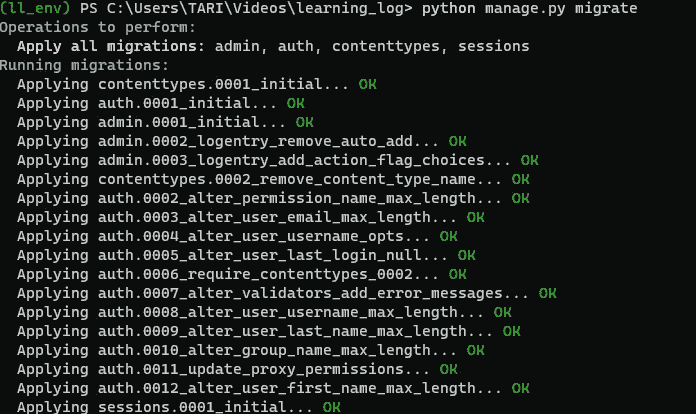 (ll_env) PS C:\Users\TARI\Videos\learning_log> python manage.py migrate
Operations to perform:
  Apply all migrations: admin, auth, contenttypes, sessions
Running migrations:
  Applying contenttypes.0001_initial... OK
  Applying auth.0001_initial... OK
  Applying admin.0001_initial... OK
  Applying admin.0002_logentry_remove_auto_add... OK
  Applying admin.0003_logentry_add_action_flag_choices... OK
  Applying contenttypes.0002_remove_content_type_name... OK
  Applying auth.0002_alter_permission_name_max_length... OK
  Applying auth.0003_alter_user_email_max_length... OK
  Applying auth.0004_alter_user_username_opts... OK
  Applying auth.0005_alter_user_last_login_null... OK
  Applying auth.0006_require_contenttypes_0002... OK
  Applying auth.0007_alter_validators_add_error_messages... OK
  Applying auth.0008_alter_user_username_max_length... OK
  Applying auth.0009_alter_user_last_name_max_length... OK
  Applying auth.0010_alter_group_name_max_length... OK
  Applying auth.0011_update_proxy_permissions... OK
  Applying auth.0012_alter_user_first_name_max_length... OK
  Applying sessions.0001_initial... OK